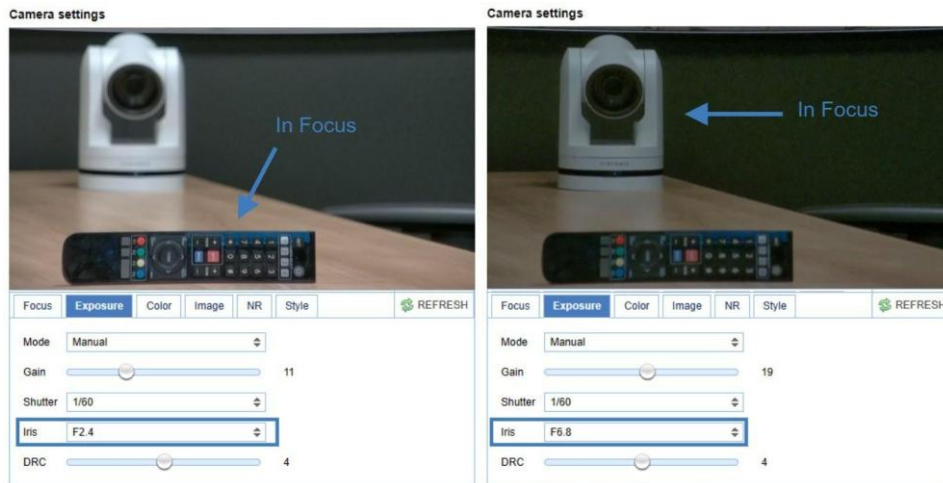 Camera settings
In Focus
Focus Exposure Color Image NR Style REFRESH
Mode Manual
Gain 11
Shutter 1/60
Iris F2.4
DRC 4
Camera settings
In Focus
Focus Exposure Color Image NR Style REFRESH
Mode Manual
Gain 19
Shutter 1/60
Iris F6.8
DRC 4